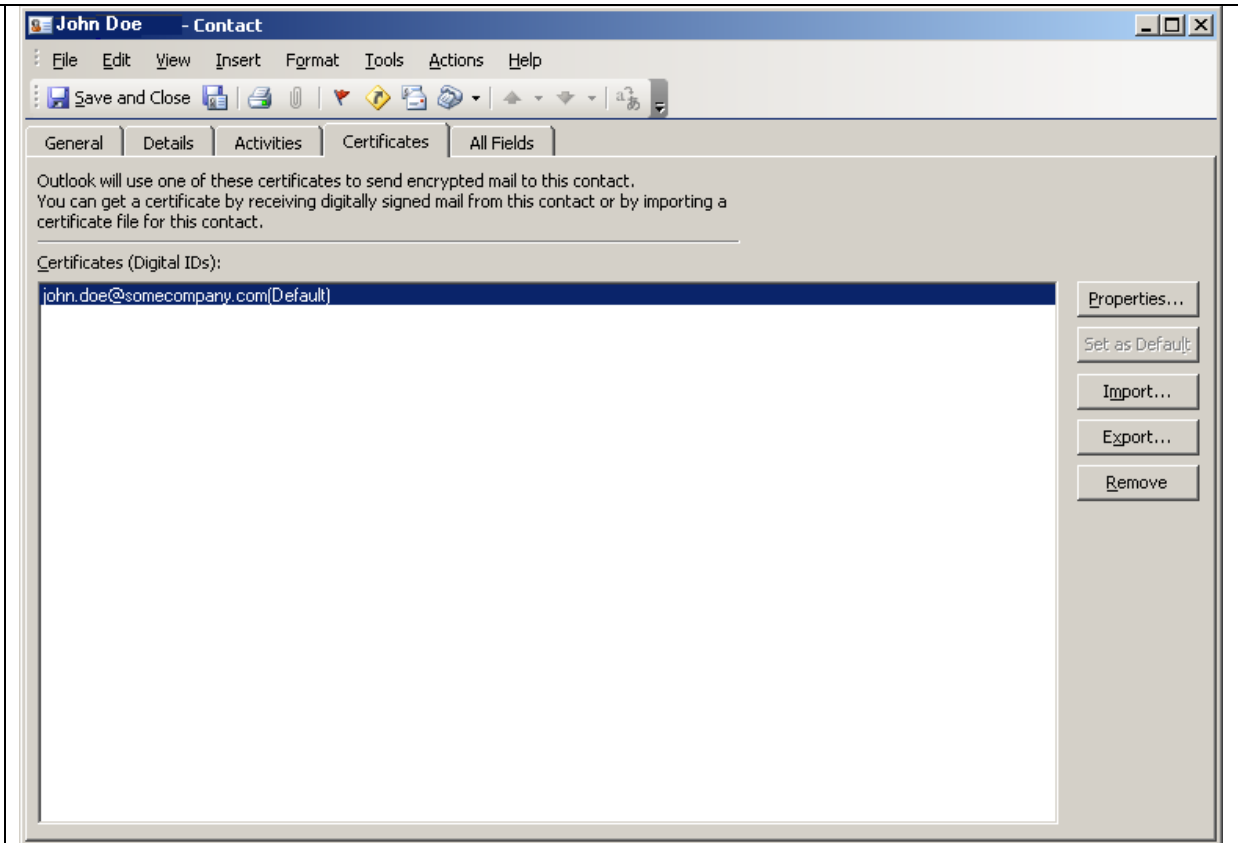 John Doe - Contact
File Edit View Insert Format Tools Actions Help
Save and Close
General Details Activities Certificates All Fields
Outlook will use one of these certificates to send encrypted mail to this contact.
You can get a certificate by receiving digitally signed mail from this contact or by importing a
certificate file for this contact.
Certificates (Digital IDs):
john.doe@somecompany.com(Default)
Properties...
Set as Default
Import...
Export...
Remove